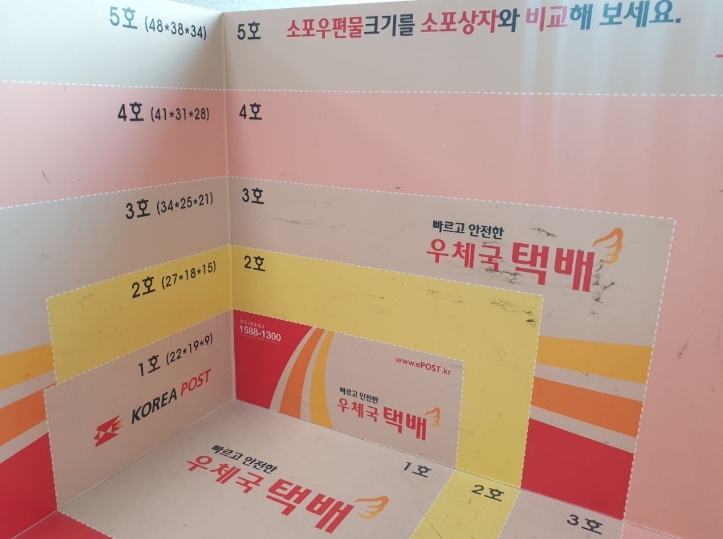 5호 (48*38*34)
5호 소포우편물크기를 소포상자와 비교해 보세요.
4호 (41*31*28)
4호
3호 (34*25*21)
3호
빠르고 안전한
우체국 택배
2호 (27*18*15)
2호
1호 (22*19*9)
KOREA POST
1588-1300
www.ePOST.kr
빠르고 안전한
우체국 택배
빠르고 안전한
우체국 택배
1호
2호
3호